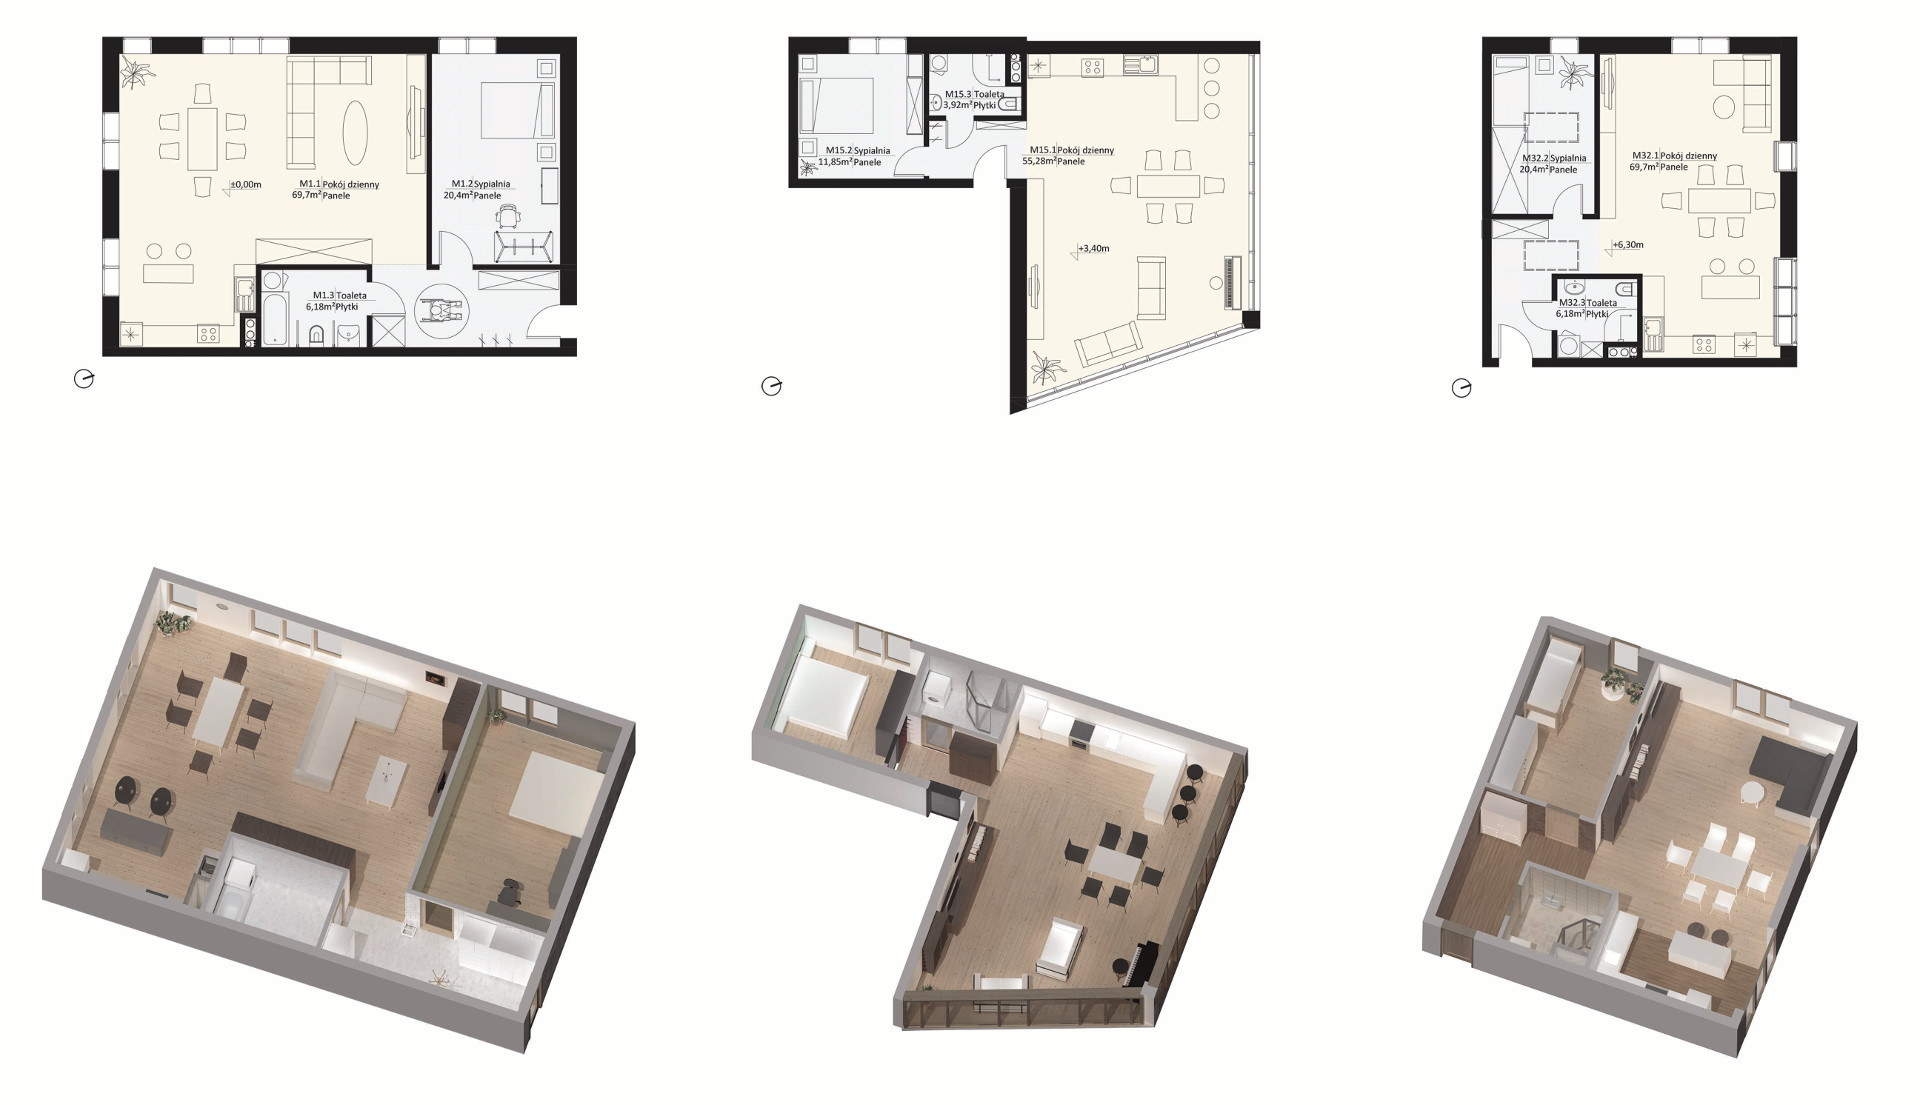 M1.1 Pokój dzienny
69,7m² Panele
±0,00m
M1.2 Sypialnia
20,4m² Panele
M1.3 Toaleta
6,18m² Płytki
M15.3 Toaleta
3,92m² Płytki
M15.2 Sypialnia
11,85m² Panele
M15.1 Pokój dzienny
55,28m² Panele
+3,40m
M32.2 Sypialnia
20,4m² Panele
M32.1 Pokój dzienny
69,7m² Panele
+6,30m
M32.3 Toaleta
6,18m² Płytki